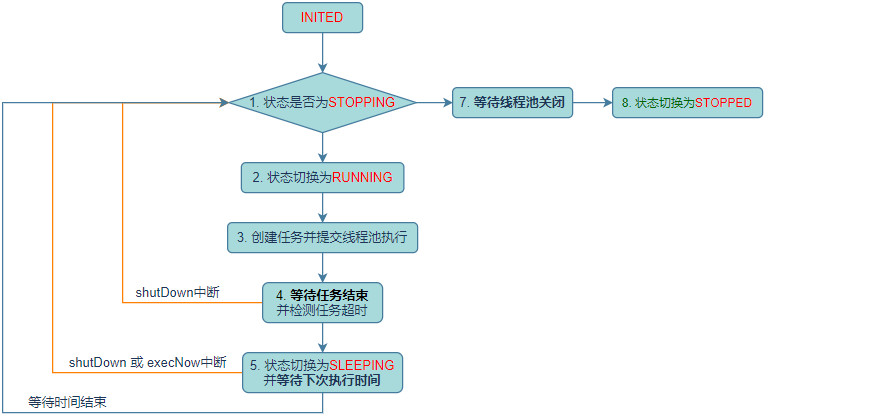 INITED
1. 状态是否为STOPPING
7. 等待线程池关闭
8. 状态切换为STOPPED
2. 状态切换为RUNNING
3. 创建任务并提交线程池执行
shutDown中断
4. 等待任务结束
并检测任务超时
shutDown 或 execNow中断
5. 状态切换为SLEEPING
并等待下次执行时间
等待时间结束